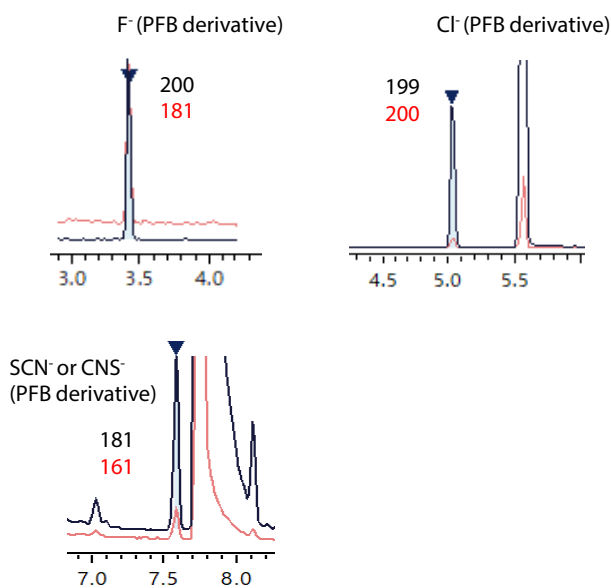 F⁻ (PFB derivative)
200
181
3.0 3.5 4.0
Cl⁻ (PFB derivative)
199
200
4.5 5.0 5.5
SCN⁻ or CNS⁻
(PFB derivative)
181
161
7.0 7.5 8.0